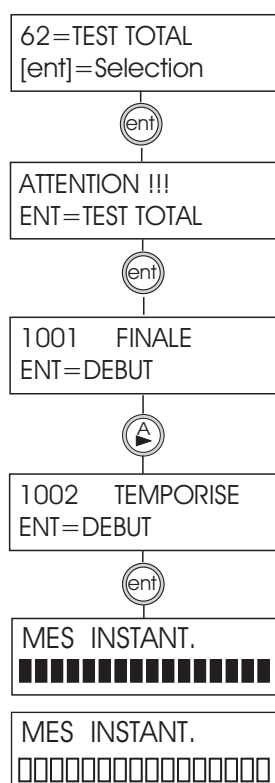 62=TEST TOTAL
[ent]=Selection
ent
ATTENTION !!!
ENT=TEST TOTAL
ent
1001 FINALE
ENT=DEBUT
A
1002 TEMPORISE
ENT=DEBUT
ent
MES INSTANT.
MES INSTANT.